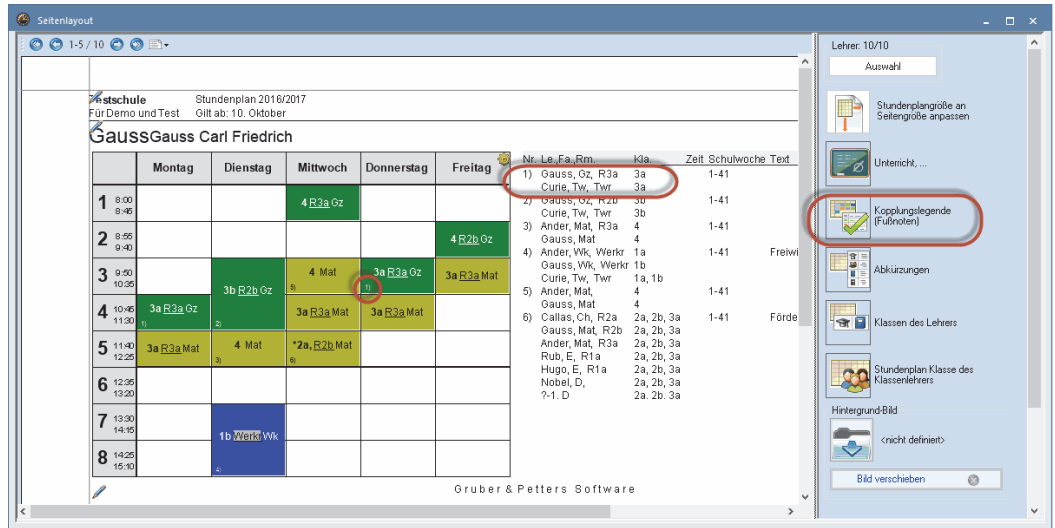 Seitenlayout
1-5 / 10
Testschule Stundenplan 2016/2017
Für Demo und Test Gilt ab: 10. Oktober
GaussGauss Carl Friedrich
Montag Dienstag Mittwoch Donnerstag Freitag
1 8:00 8:45
4 R3a Gz
2 8:55 9:40
4 R2b Gz
3 9:50 10:35
3b R2b Gz 2)
4 Mat 5)
3a R3a Gz 1)
3a R3a Mat
4 10:45 11:30
3a R3a Gz 1)
3a R3a Mat
3a R3a Mat
5 11:40 12:25
3a R3a Mat
4 Mat 3)
*2a, R2b Mat 6)
6 12:35 13:20
7 13:30 14:15
1b Werkr Wk 4)
8 14:25 15:10
Nr. Le.,Fa.,Rm. Kla. Zeit Schulwoche Text
1) Gauss, Gz, R3a 3a 1-41
Curie, Tw, Twr 3a
2) Gauss, Gz, R2b 3b 1-41
Curie, Tw, Twr 3b
3) Ander, Mat, R3a 4 1-41
Gauss, Mat 4
4) Ander, Wk, Werkr 1a 1-41 Freiwi
Gauss, Wk, Werkr 1b
Curie, Tw, Twr 1a, 1b
5) Ander, Mat, 4 1-41
Gauss, Mat 4
6) Callas, Ch, R2a 2a, 2b, 3a 1-41 Förde
Gauss, Mat, R2b 2a, 2b, 3a
Ander, Mat, R3a 2a, 2b, 3a
Rub, E, R1a 2a, 2b, 3a
Hugo, E, R1a 2a, 2b, 3a
Nobel, D, 2a, 2b, 3a
?-1. D 2a. 2b. 3a
Gruber & Petters Software
Lehrer: 10/10
Auswahl
Stundenplangröße an
Seitengröße anpassen
Unterricht, ...
Kopplungslegende
(Fußnoten)
Abkürzungen
Klassen des Lehrers
Stundenplan Klasse des
Klassenlehrers
Hintergrund-Bild
<nicht definiert>
Bild verschieben